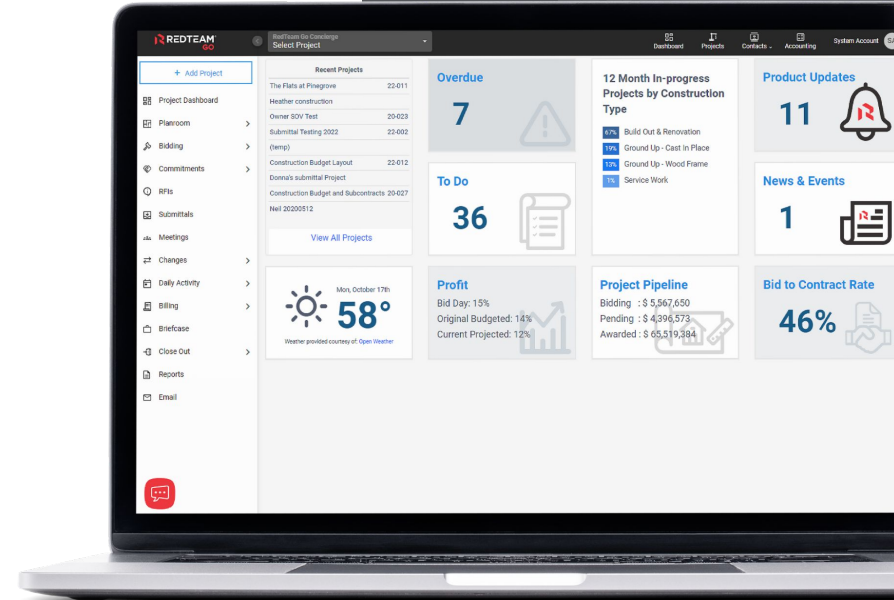 REDTEAM
GO
RedTeam Go Concierge
Select Project
Dashboard
Projects
Contacts
Accounting
System Account
SA
+ Add Project
Project Dashboard
Planroom
Bidding
Commitments
RFIs
Submittals
Meetings
Changes
Daily Activity
Billing
Briefcase
Close Out
Reports
Email
Recent Projects
The Flats at Pinegrove 22-011
Heather construction
Owner SOV Test 20-023
Submittal Testing 2022 22-002
(temp)
Construction Budget Layout 22-012
Donna's submittal Project
Construction Budget and Subcontracts 20-027
Neil 20200512
View All Projects
Overdue
7
12 Month In-progress
Projects by Construction
Type
67% Build Out & Renovation
19% Ground Up - Cast In Place
13% Ground Up - Wood Frame
1% Service Work
Product Updates
11
To Do
36
News & Events
1
Mon, October 17th
58°
Weather provided courtesy of: Open Weather
Profit
Bid Day: 15%
Original Budgeted: 14%
Current Projected: 12%
Project Pipeline
Bidding : $ 5,567,650
Pending : $ 4,396,573
Awarded : $ 65,519,384
Bid to Contract Rate
46%